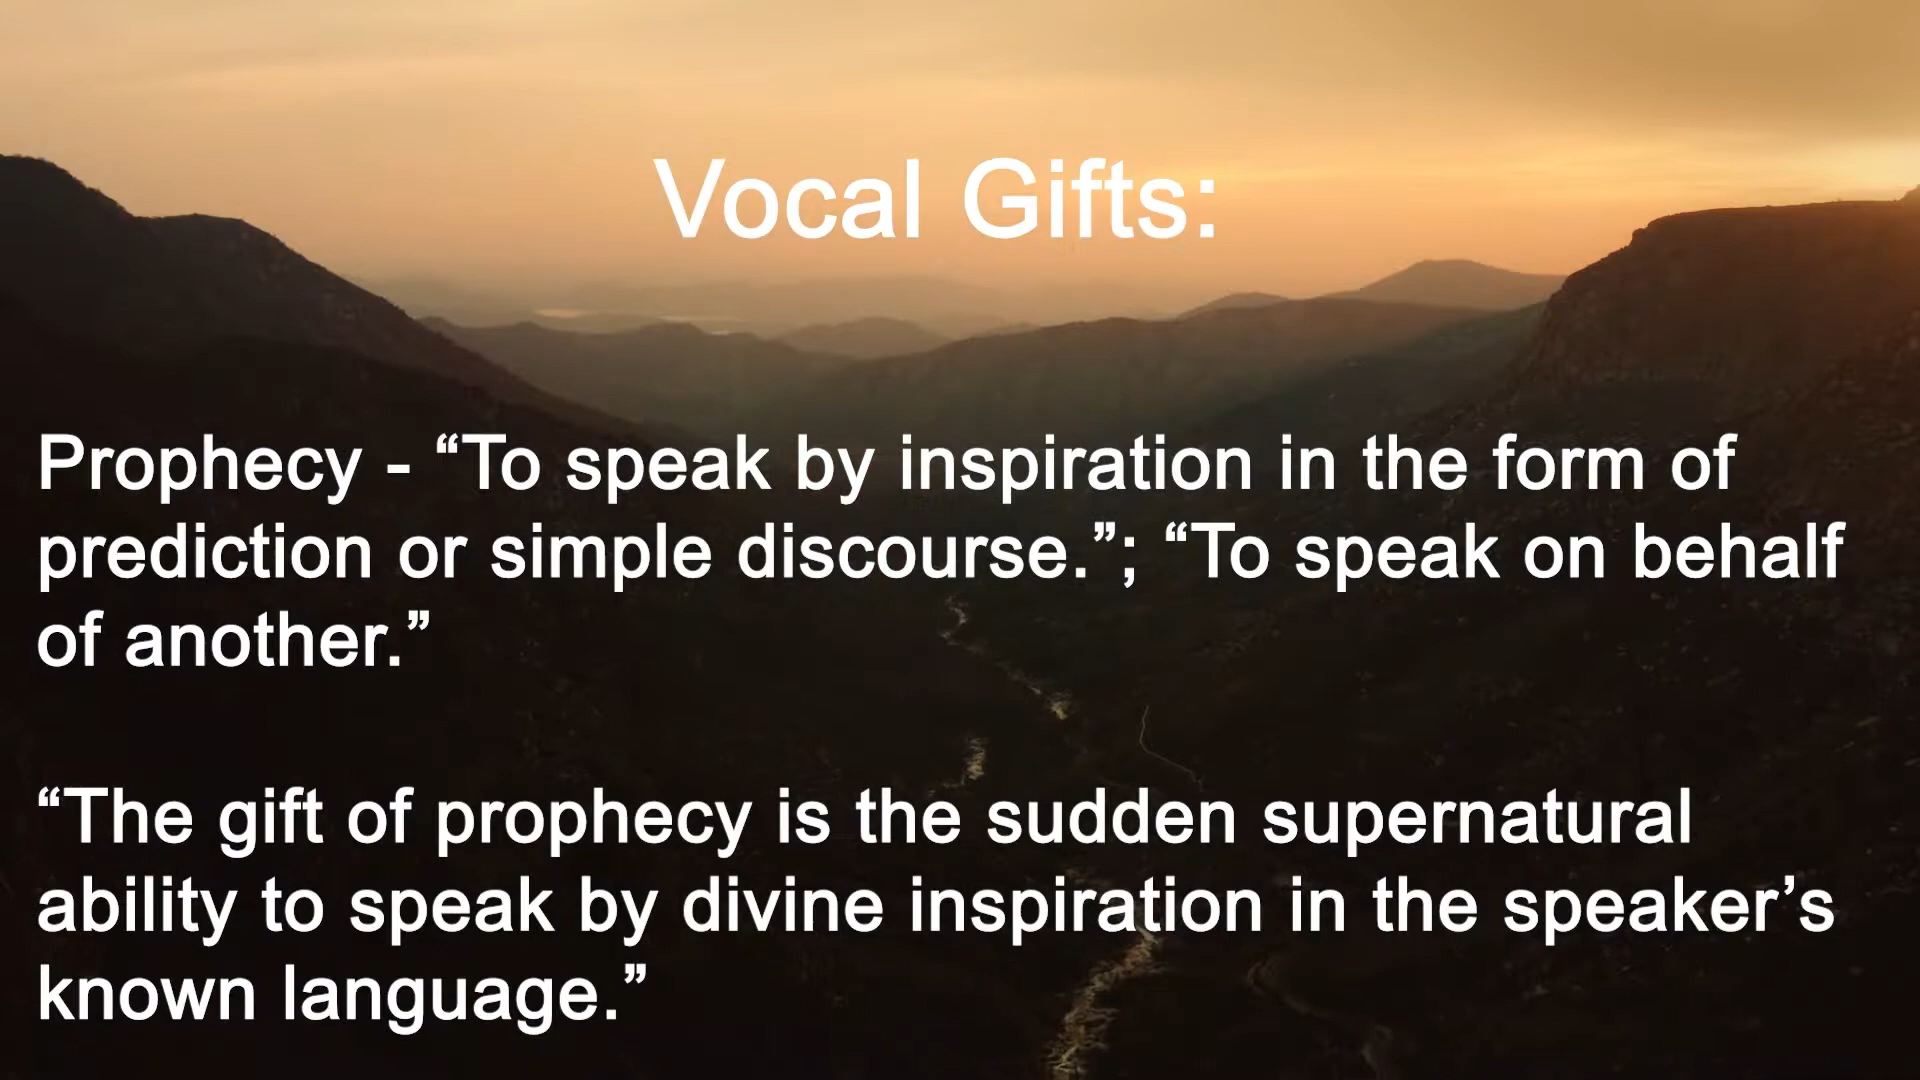 Vocal Gifts:
Prophecy - “To speak by inspiration in the form of
prediction or simple discourse.”; “To speak on behalf
of another.”
“The gift of prophecy is the sudden supernatural
ability to speak by divine inspiration in the speaker’s
known language.”